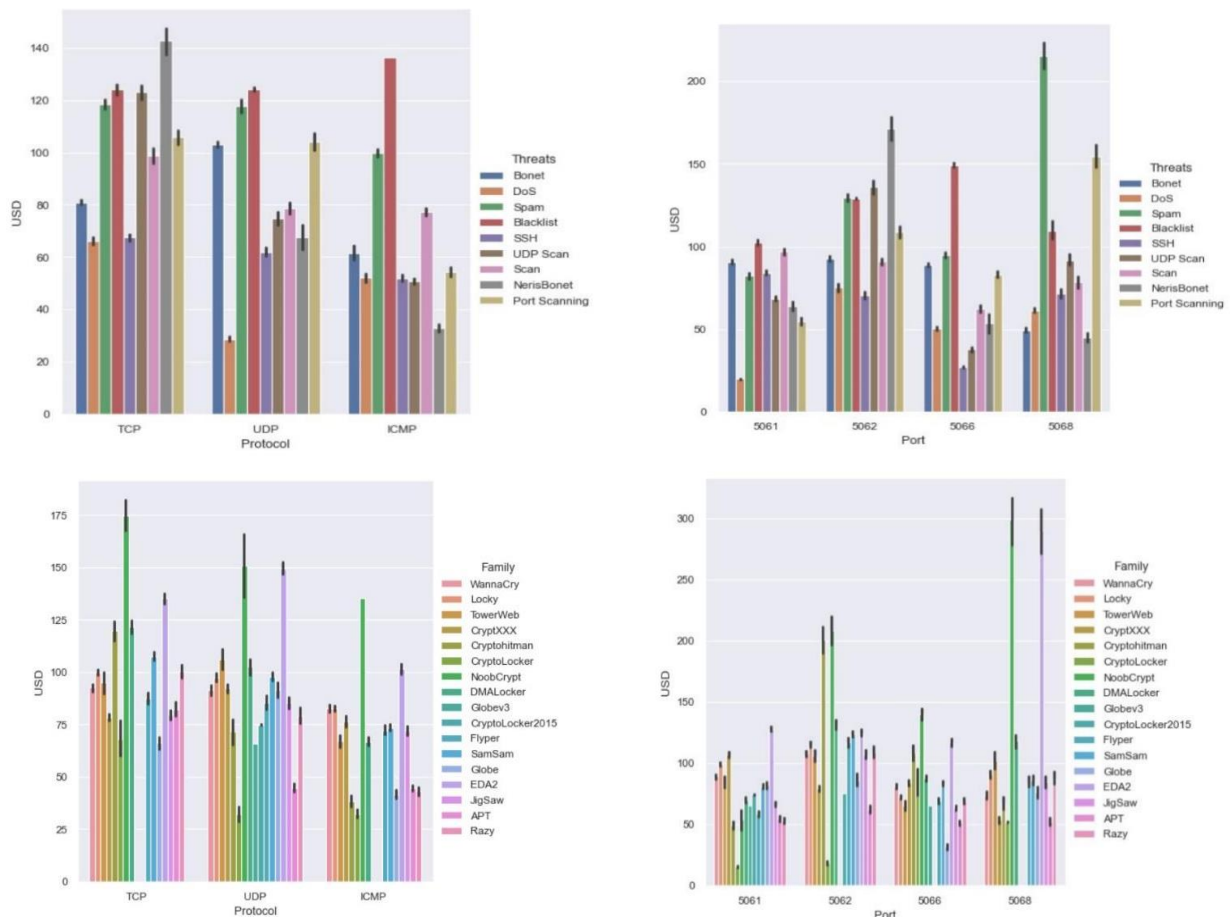 140
120
100
80
60
40
20
0
USD
TCP
UDP
ICMP
Protocol
Threats
Bonet
DoS
Spam
Blacklist
SSH
UDP Scan
Scan
NerisBonet
Port Scanning
200
150
100
50
0
USD
5061
5062
5066
5068
Port
Threats
Bonet
DoS
Spam
Blacklist
SSH
UDP Scan
Scan
NerisBonet
Port Scanning
175
150
125
100
75
50
25
0
USD
TCP
UDP
ICMP
Protocol
Family
WannaCry
Locky
TowerWeb
CryptXXX
Cryptohitman
CryptoLocker
NoobCrypt
DMALocker
Globev3
CryptoLocker2015
Flyper
SamSam
Globe
EDA2
JigSaw
APT
Razy
300
250
200
150
100
50
0
USD
5061
5062
5066
5068
Port
Family
WannaCry
Locky
TowerWeb
CryptXXX
Cryptohitman
CryptoLocker
NoobCrypt
DMALocker
Globev3
CryptoLocker2015
Flyper
SamSam
Globe
EDA2
JigSaw
APT
Razy